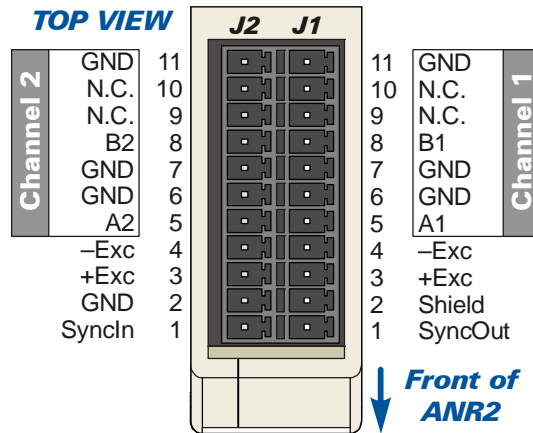 TOP VIEW J2 J1
Channel 2 Channel 1
GND 11 11 GND
N.C. 10 10 N.C.
N.C. 9 9 N.C.
B2 8 8 B1
GND 7 7 GND
GND 6 6 GND
A2 5 5 A1
–Exc 4 4 –Exc
+Exc 3 3 +Exc
GND 2 2 Shield
SyncIn 1 1 SyncOut
Front of
ANR2